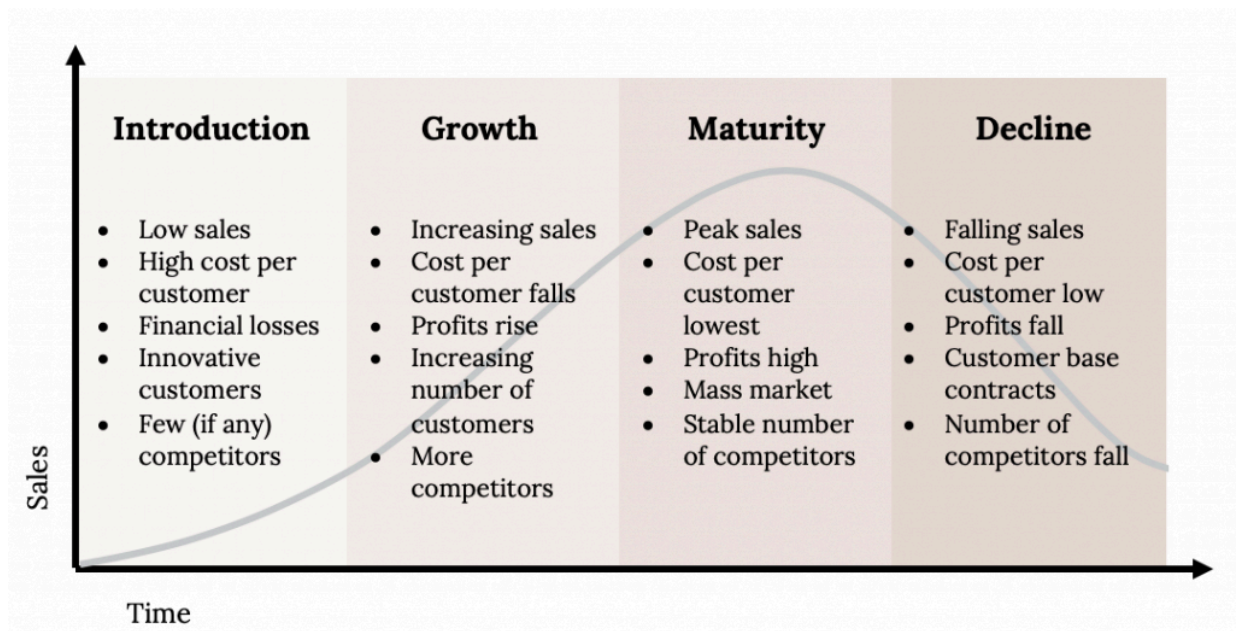 Introduction
Low sales
High cost per
customer
Financial losses
Innovative
customers
Few (if any)
competitors
Growth
Increasing sales
Cost per
customer falls
Profits rise
Increasing
number of
customers
More
competitors
Maturity
Peak sales
Cost per
customer
lowest
Profits high
Mass market
Stable number
of competitors
Decline
Falling sales
Cost per
customer low
Profits fall
Customer base
contracts
Number of
competitors fall
Sales
Time